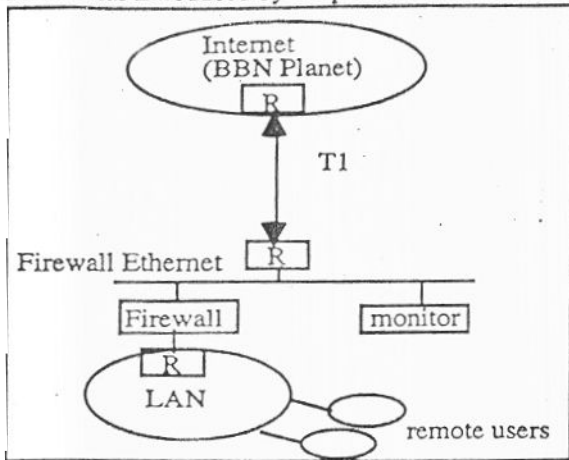 Internet
(BBN Planet)
R
T1
R
Firewall Ethernet
Firewall
monitor
R
LAN
remote users